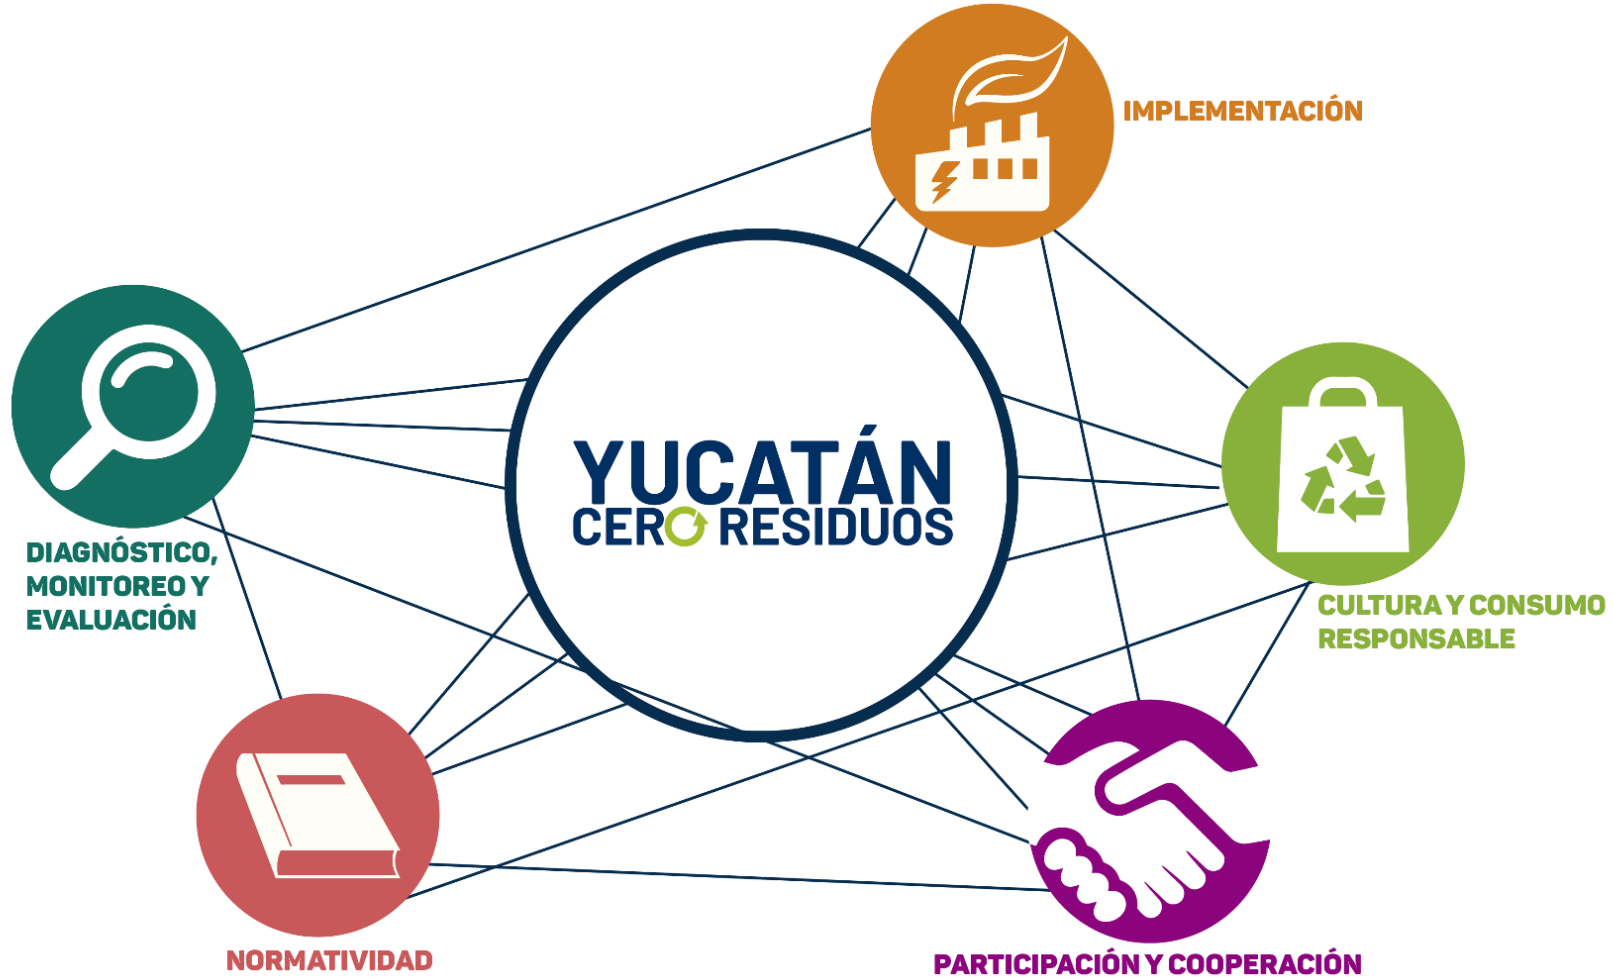 IMPLEMENTACIÓN
YUCATÁN
CERO RESIDUOS
DIAGNÓSTICO,
MONITOREO Y
EVALUACIÓN
CULTURA Y CONSUMO
RESPONSABLE
NORMATIVIDAD
PARTICIPACIÓN Y COOPERACIÓN